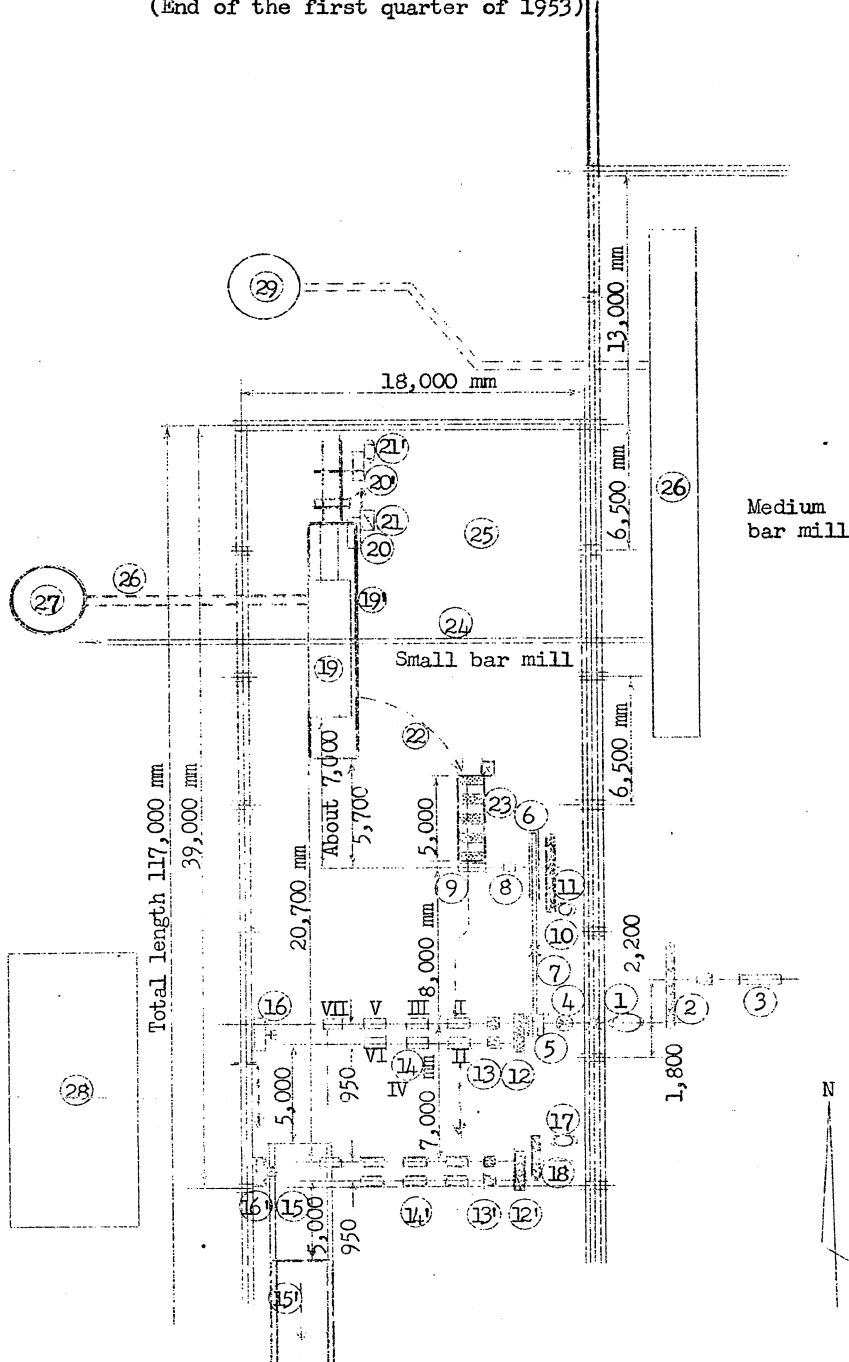 (End of the first quarter of 1953)
29
13,000 mm
18,000 mm
21'
20'
26
6,500 mm
Medium
bar mill
21
25
20
26
27
19'
24
Small bar mill
19
22
6,500 mm
About 7,000
5,700
5,000
23
6
Total length 117,000 mm
39,000 mm
20,700 mm
9
8
11
10
2,200
8,000 mm
7
4
1
2
3
16
VII
V
III
II
5
VI
14
IV
II
13
12
1,800
28
5,000
950
7,000 mm
17
N
18
16'
15
5,000
950
14'
13'
12'
15'